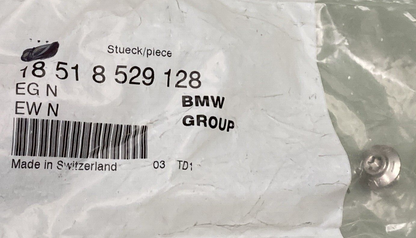 Stueck/piece
18 51 8 529 128
EG N
EW N
BMW
GROUP
Made in Switzerland 03 TD1